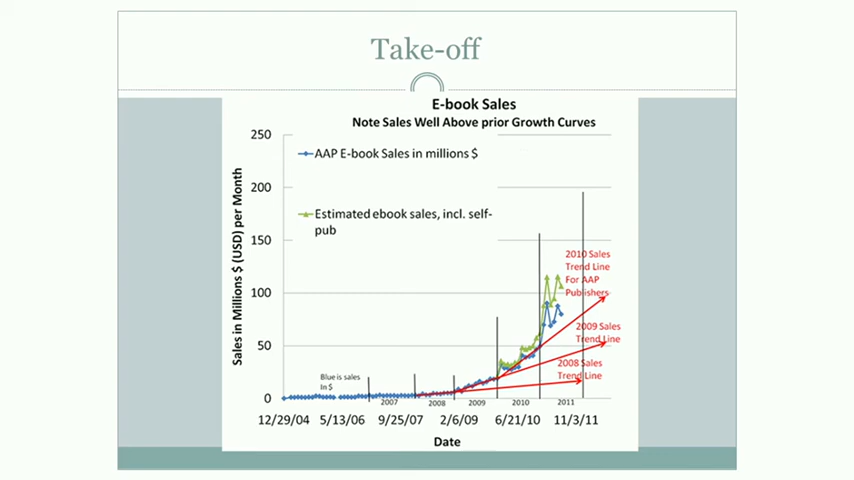 Take-off
E-book Sales
Note Sales Well Above prior Growth Curves
250
200
150
100
50
0
Sales in Millions $ (USD) per Month
AAP E-book Sales in millions $
Estimated ebook sales, incl. self-
pub
2010 Sales
Trend Line
For AAP
Publishers
2009 Sales
Trend Line
2008 Sales
Trend Line
Blue is sales
In $
2007
2008
2009
2010
2011
12/29/04
5/13/06
9/25/07
2/6/09
6/21/10
11/3/11
Date